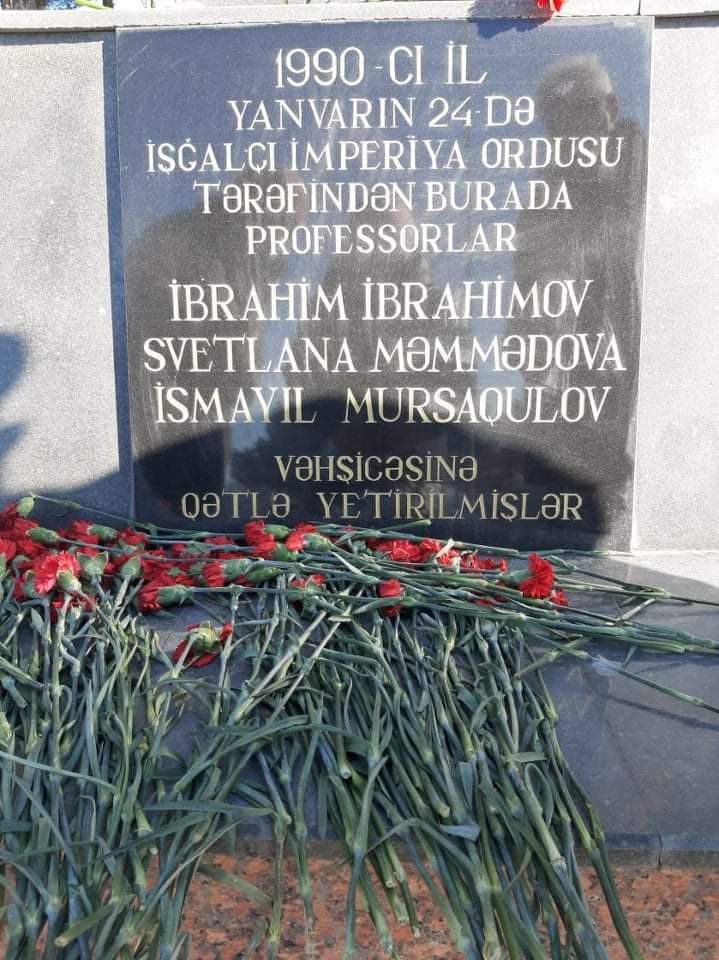 1990-CI İL
YANVARIN 24-DƏ
İŞĞALÇI İMPERİYA ORDUSU
TƏRƏFİNDƏN BURADA
PROFESSORLAR
İBRAHİM İBRAHİMOV
SVETLANA MƏMMƏDOVA
İSMAYIL MURSAQULOV
VƏHŞİCƏSİNƏ
QƏTLƏ YETİRİLMİŞLƏR